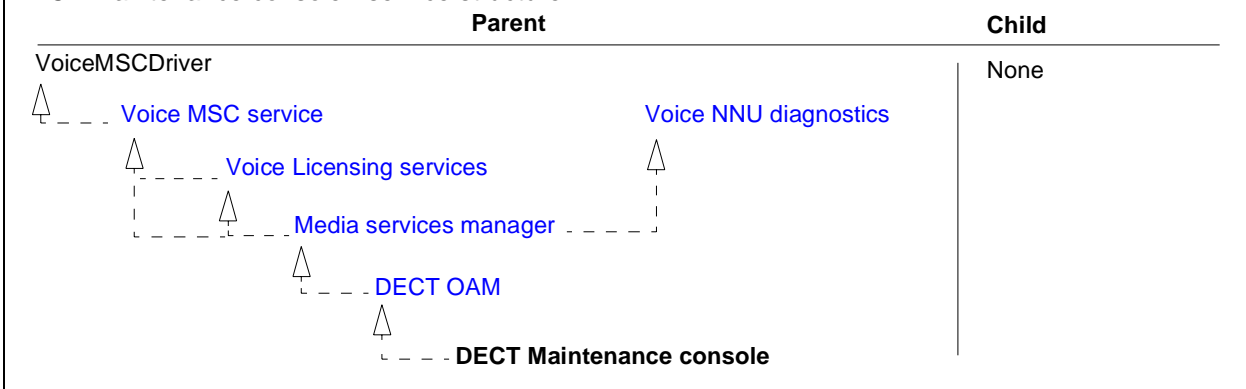 Parent Child
VoiceMSCDriver None
Voice MSC service Voice NNU diagnostics
Voice Licensing services
Media services manager
DECT OAM
DECT Maintenance console